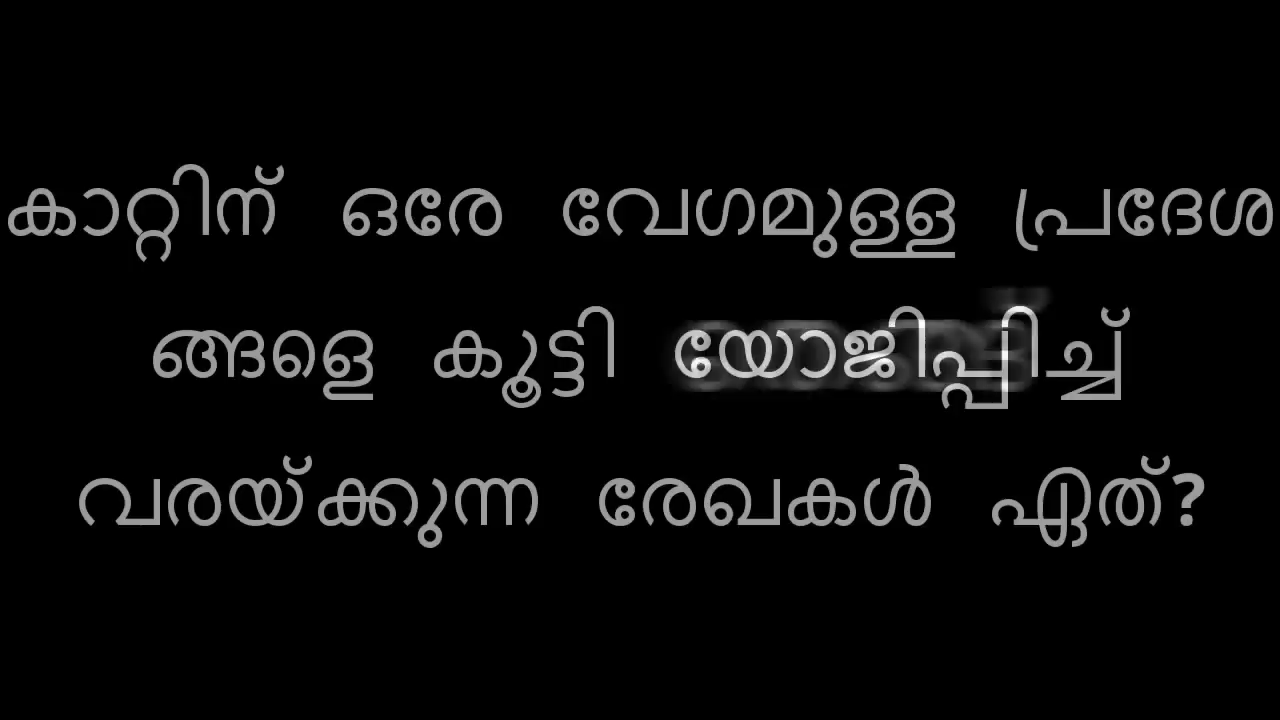 കാറ്റിന് ഒരേ വേഗമുള്ള പ്രദേശ
ങ്ങളെ കൂട്ടി യോജിപ്പിച്ച്
വരയ്ക്കുന്ന രേഖകൾ ഏത്?